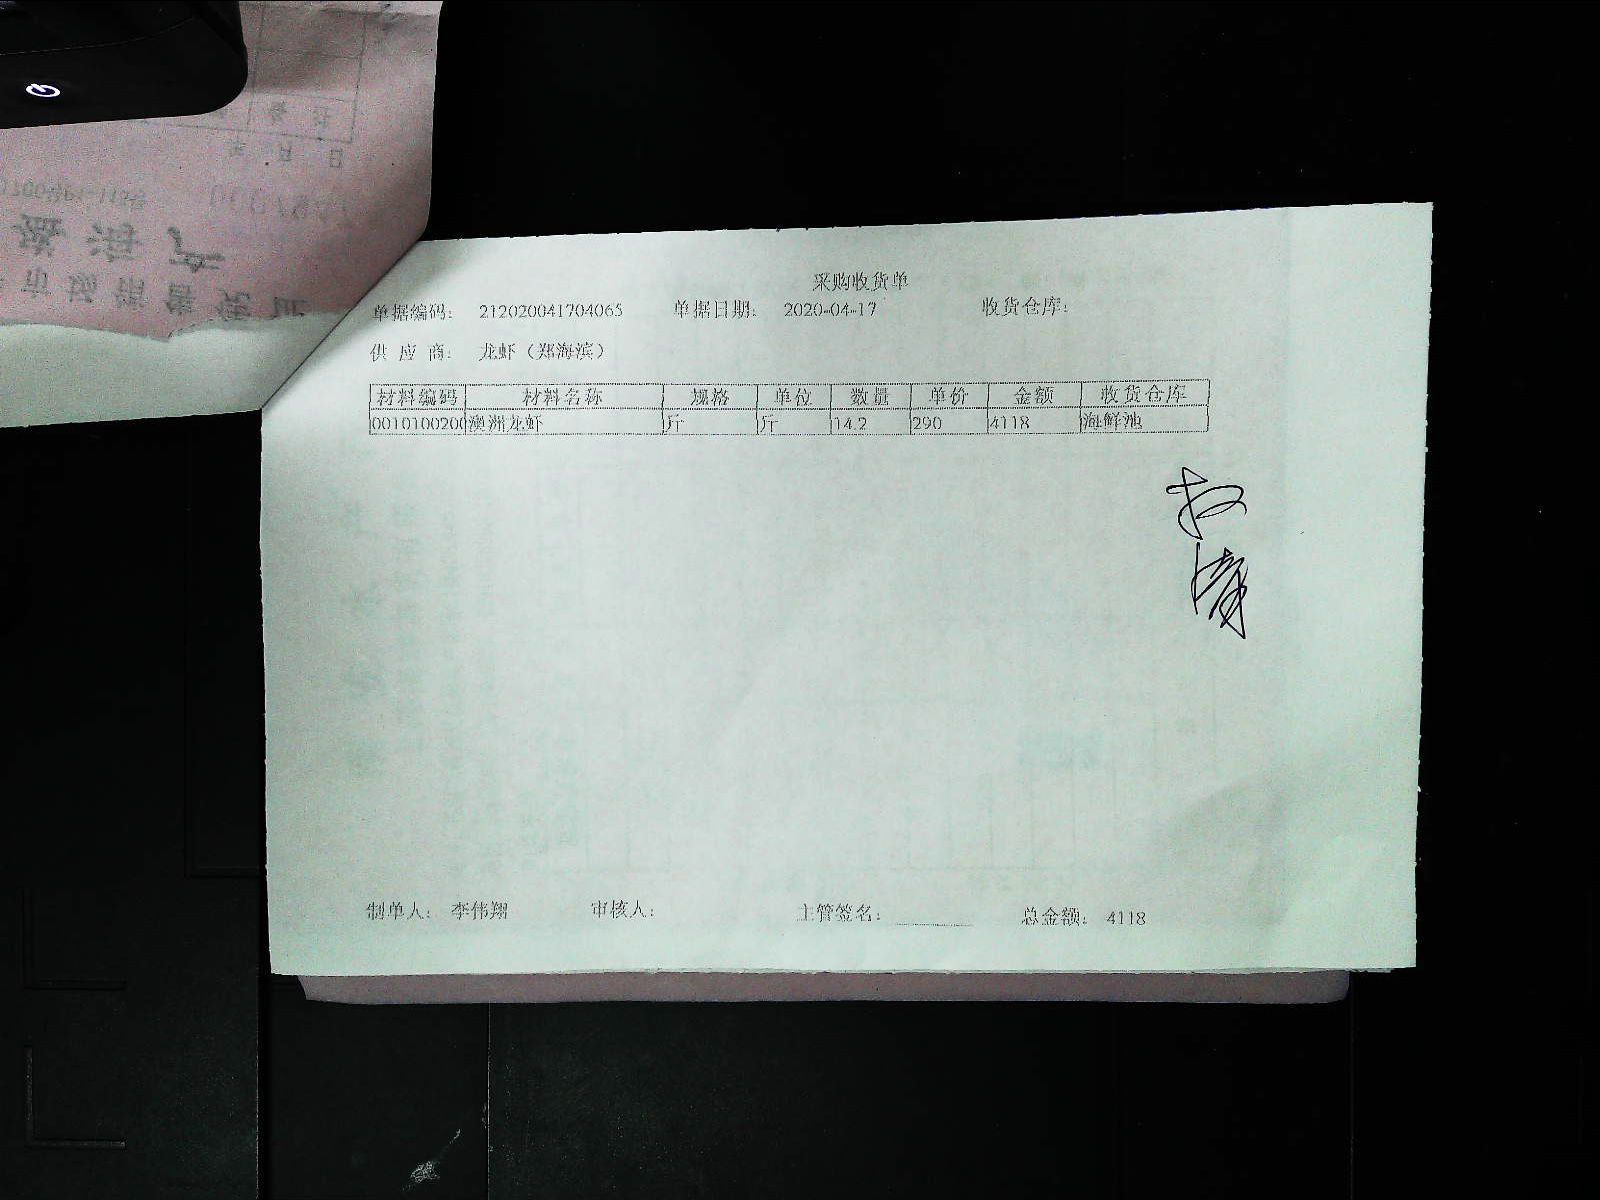 采购收货单
单据编码: 212020041704065 单据日期: 2020-04-17 收货仓库:
供应商: 龙虾(郑海滨)
材料编码 材料名称 规格 单位 数量 单价 金额 收货仓库
0010100200 澳洲龙虾 斤 斤 14.2 290 4118 海鲜池
制单人: 李伟翔 审核人: 主管签名: 总金额: 4118